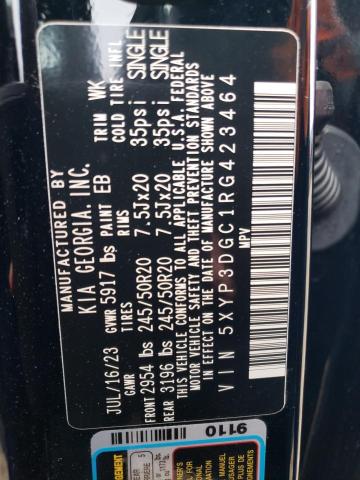 MANUFACTURED BY
KIA GEORGIA, INC.
JUL/16/23 GVWR 5917 lbs PAINT EB TRIM WK
GAWR RIMS COLD TIRE INFL
FRONT 2954 lbs 245/50R20 7.5Jx20 35psi SINGLE
REAR 3196 lbs 245/50R20 7.5Jx20 35psi SINGLE
THIS VEHICLE CONFORMS TO ALL APPLICABLE U.S.A. FEDERAL
MOTOR VEHICLE SAFETY AND THEFT PREVENTION
STANDARDS IN EFFECT ON THE DATE OF MANUFACTURE SHOWN ABOVE
VIN 5XYP3DGC1RG423464
MPV
9110
MANUEL
USAGER